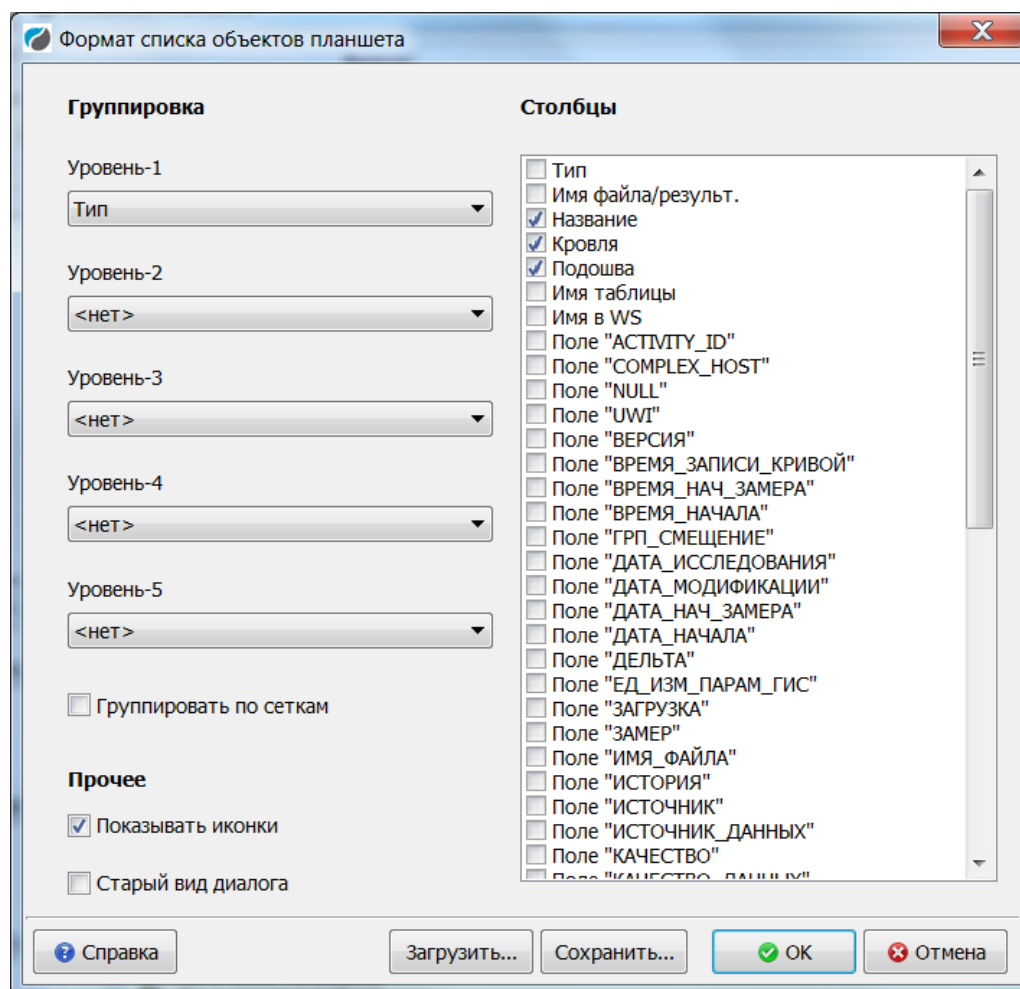 Формат списка объектов планшета
Группировка
Уровень-1
Тип
Уровень-2
<нет>
Уровень-3
<нет>
Уровень-4
<нет>
Уровень-5
<нет>
Группировать по сеткам
Прочее
Показывать иконки
Старый вид диалога
Столбцы
Тип
Имя файла/результ.
Название
Кровля
Подошва
Имя таблицы
Имя в WS
Поле "ACTIVITY_ID"
Поле "COMPLEX_HOST"
Поле "NULL"
Поле "UWI"
Поле "ВЕРСИЯ"
Поле "ВРЕМЯ_ЗАПИСИ_КРИВОЙ"
Поле "ВРЕМЯ_НАЧ_ЗАМЕРА"
Поле "ВРЕМЯ_НАЧАЛА"
Поле "ГРП_СМЕЩЕНИЕ"
Поле "ДАТА_ИССЛЕДОВАНИЯ"
Поле "ДАТА_МОДИФИКАЦИИ"
Поле "ДАТА_НАЧ_ЗАМЕРА"
Поле "ДАТА_НАЧАЛА"
Поле "ДЕЛЬТА"
Поле "ЕД_ИЗМ_ПАРАМ_ГИС"
Поле "ЗАГРУЗКА"
Поле "ЗАМЕР"
Поле "ИМЯ_ФАЙЛА"
Поле "ИСТОРИЯ"
Поле "ИСТОЧНИК"
Поле "ИСТОЧНИК_ДАННЫХ"
Поле "КАЧЕСТВО"
Поле "КАЧЕСТВО_ДАННЫХ"
Справка
Загрузить...
Сохранить...
OK
Отмена